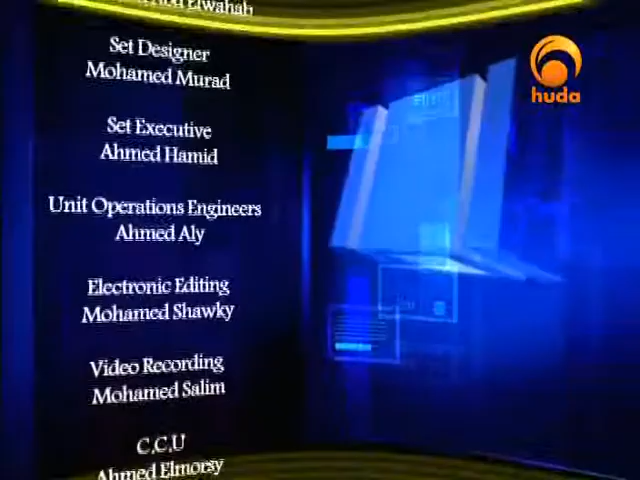 Elwahah
Set Designer
Mohamed Murad
Set Executive
Ahmed Hamid
Unit Operations Engineers
Ahmed Aly
Electronic Editing
Mohamed Shawky
Video Recording
Mohamed Salim
C.C.U
Ahmed Elmorsy
huda